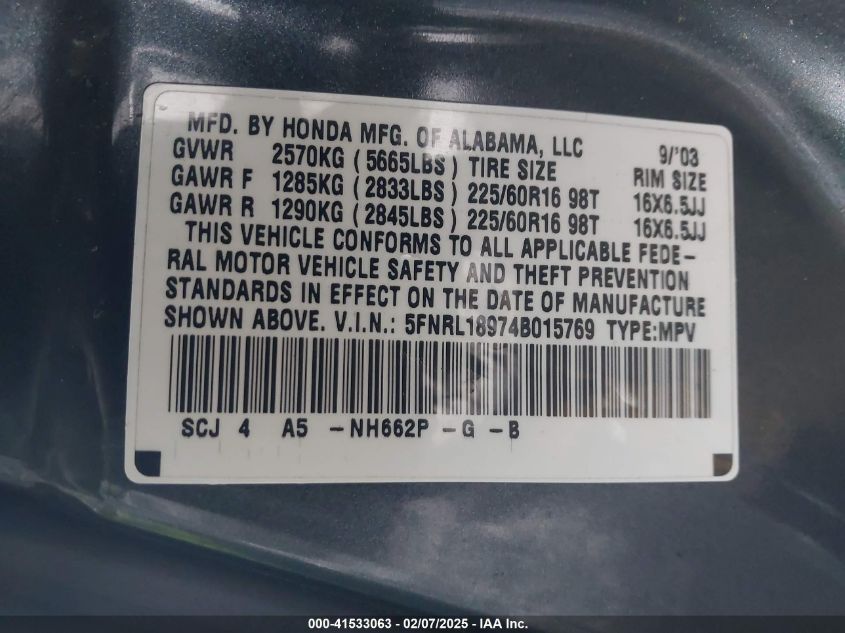 MFD. BY HONDA MFG. OF ALABAMA, LLC 9/'03
GVWR 2570KG (5665LBS) TIRE SIZE RIM SIZE
GAWR F 1285KG (2833LBS) 225/60R16 98T 16X6.5JJ
GAWR R 1290KG (2845LBS) 225/60R16 98T 16X6.5JJ
THIS VEHICLE CONFORMS TO ALL APPLICABLE FEDE-
RAL MOTOR VEHICLE SAFETY AND THEFT PREVENTION
STANDARDS IN EFFECT ON THE DATE OF MANUFACTURE
SHOWN ABOVE. V.I.N.: 5FNRL18974B015769 TYPE:MPV
SCJ 4 A5 -NH662P -G -B
000-41533063 - 02/07/2025 - IAA Inc.